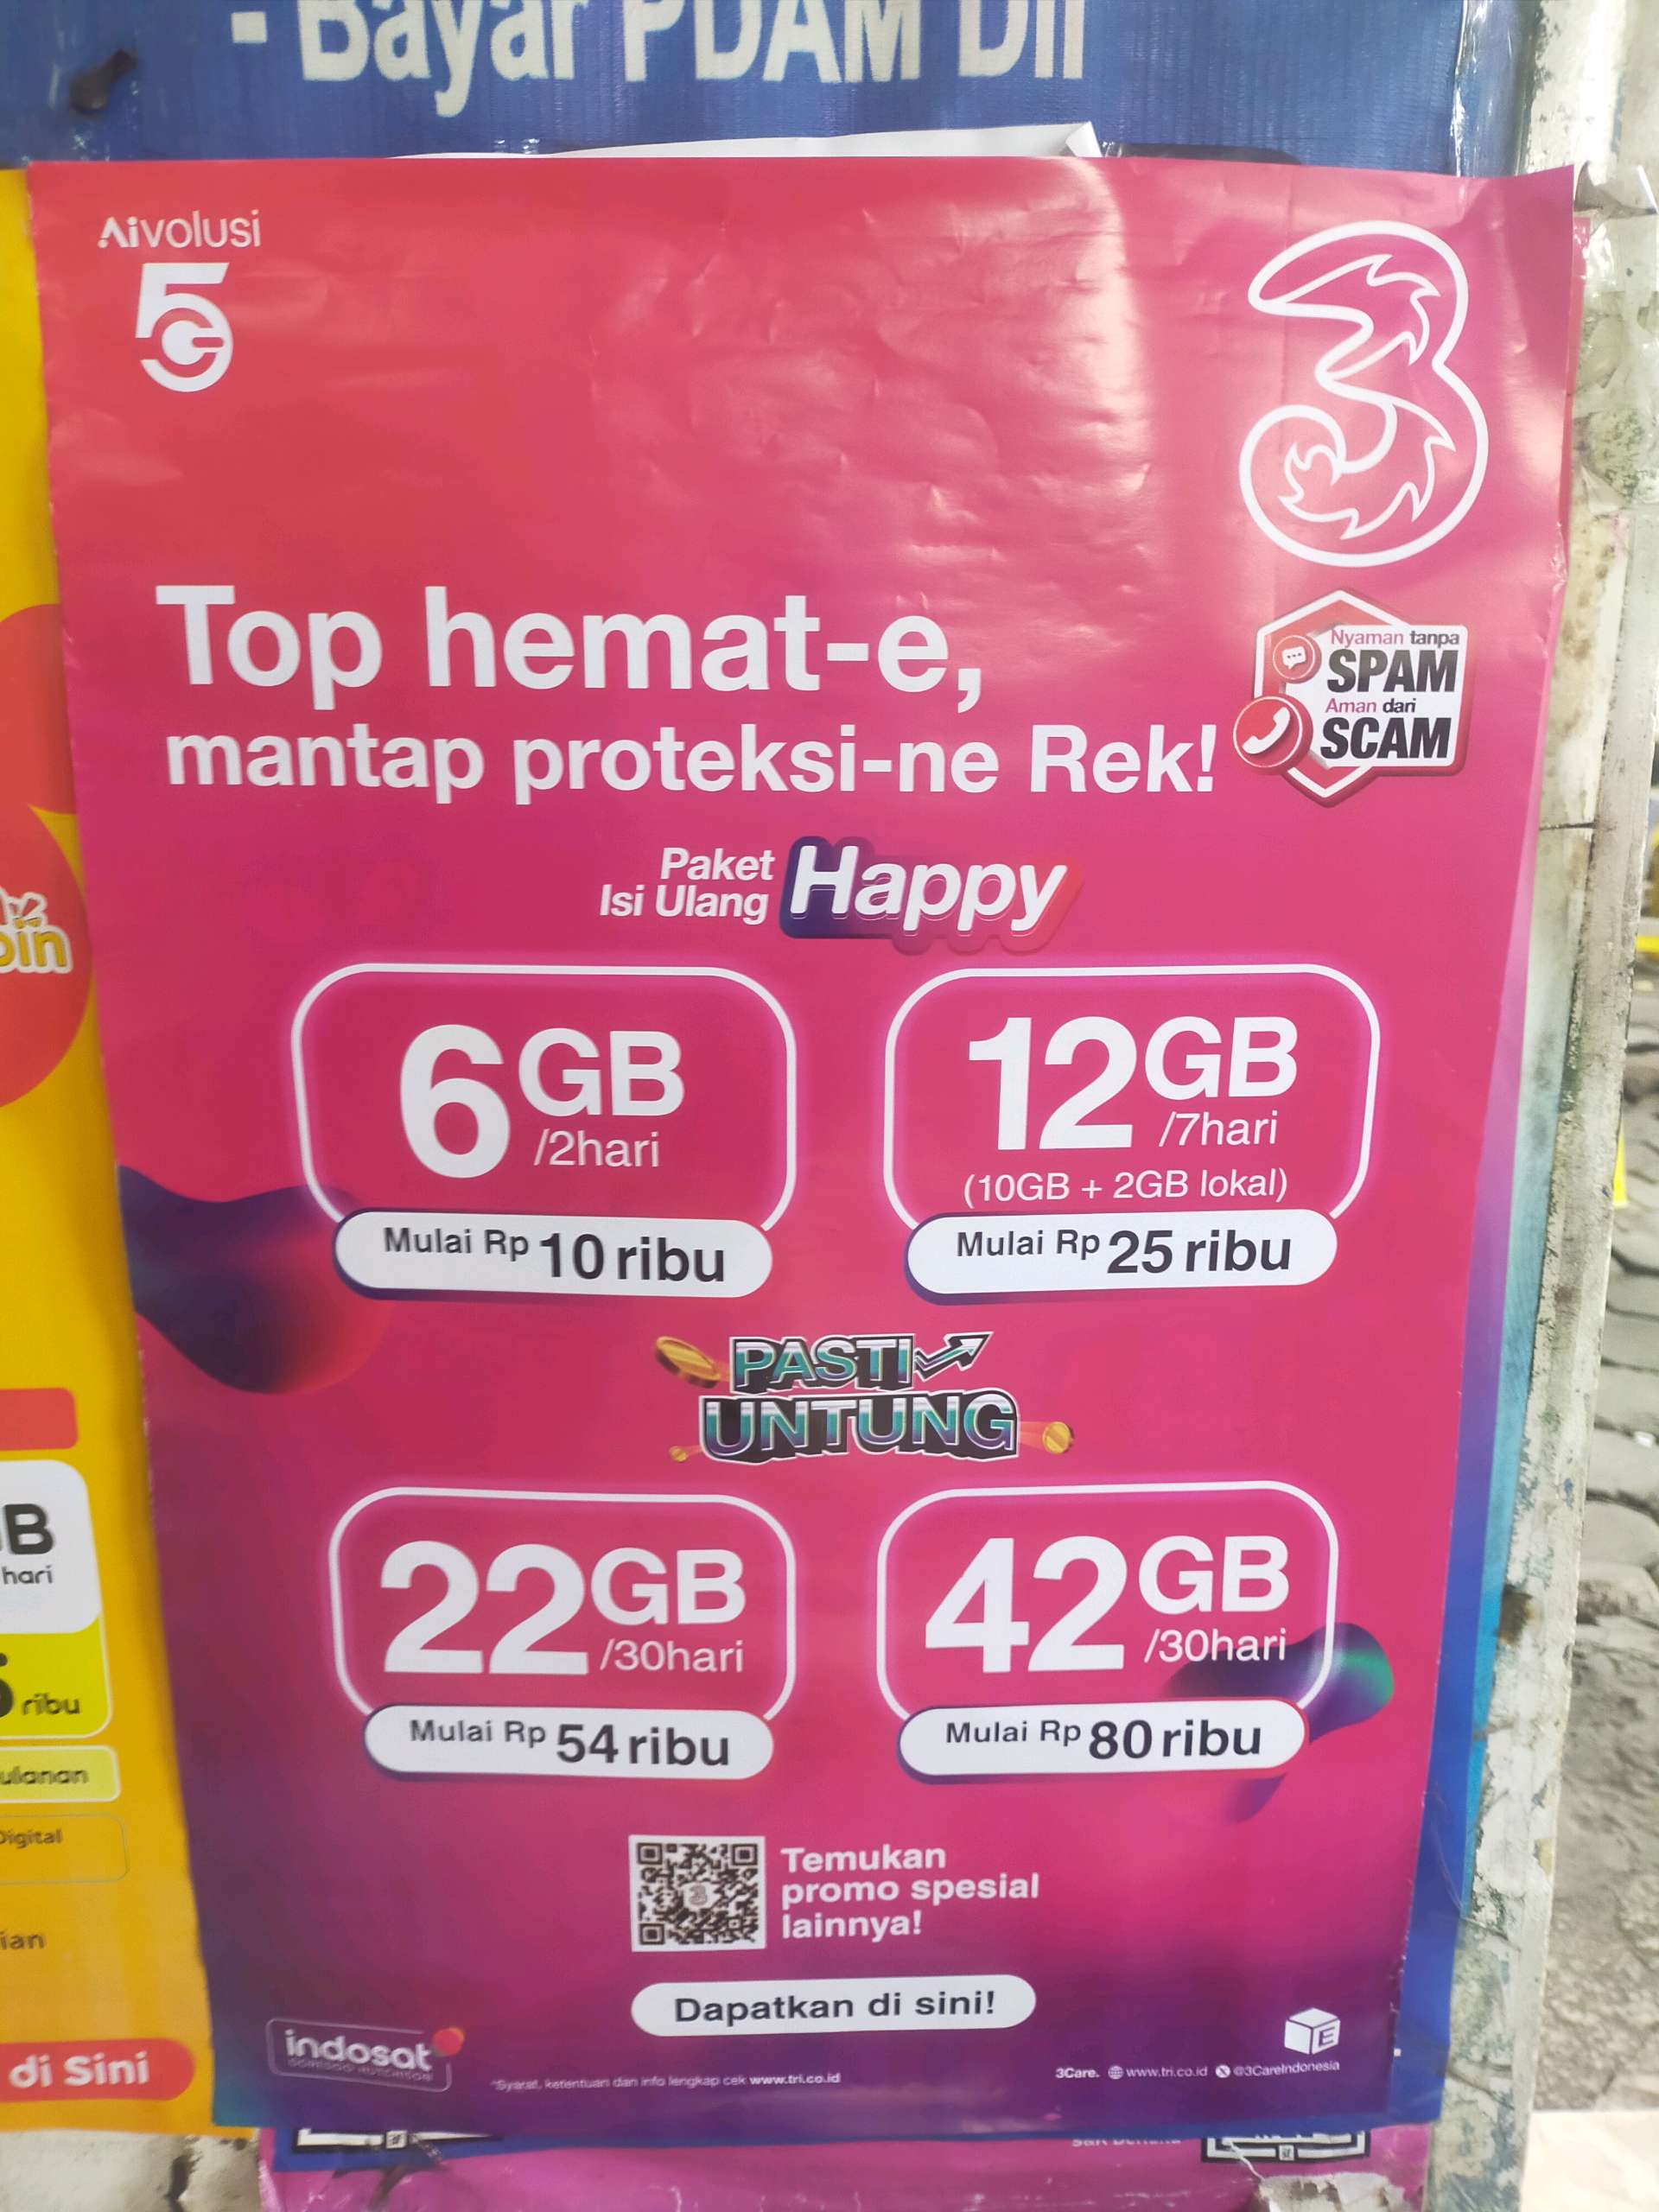 - Bayar PDAM Dll
Aivolusi
5G
3
Top hemat-e,
mantap proteksi-ne Rek!
Nyaman tanpa
SPAM
Aman dari
SCAM
Paket
Isi Ulang
Happy
6GB
/2hari
Mulai Rp 10 ribu
12GB
/7hari
(10GB + 2GB lokal)
Mulai Rp 25 ribu
PASTI
UNTUNG
22GB
/30hari
Mulai Rp 54 ribu
42GB
/30hari
Mulai Rp 80 ribu
Temukan
promo spesial
lainnya!
Dapatkan di sini!
indosat
*Syarat, ketentuan dan info lengkap cek www.tri.co.id
E
3Care. www.tri.co.id @3CareIndonesia
hari
ribu
Digital
di Sini